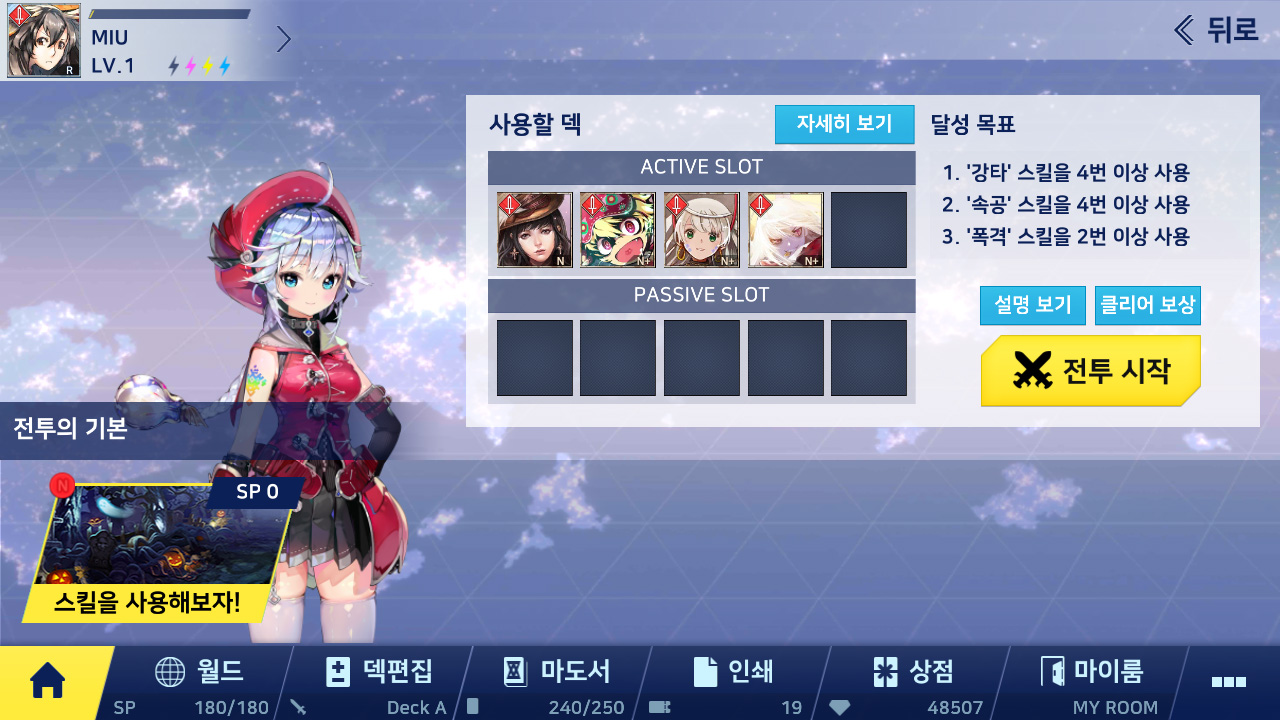 MIU
LV.1
R
뒤로
사용할 덱
자세히 보기
ACTIVE SLOT
N
N+
N+
N+
PASSIVE SLOT
달성 목표
1. '강타' 스킬을 4번 이상 사용
2. '속공' 스킬을 4번 이상 사용
3. '폭격' 스킬을 2번 이상 사용
설명 보기
클리어 보상
전투 시작
전투의 기본
N
SP 0
스킬을 사용해보자!
월드
덱편집
마도서
인쇄
상점
마이룸
SP 180/180
Deck A
240/250
19
48507
MY ROOM